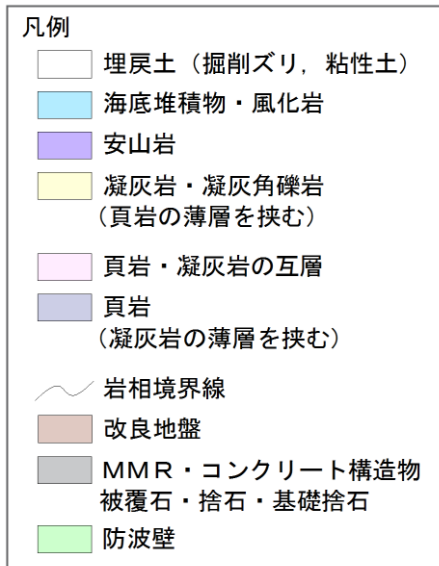 凡例
埋戻土（掘削ズリ，粘性土）
海底堆積物・風化岩
安山岩
凝灰岩・凝灰角礫岩
(頁岩の薄層を挟む)
頁岩・凝灰岩の互層
頁岩
(凝灰岩の薄層を挟む)
岩相境界線
改良地盤
ＭＭＲ・コンクリート構造物
被覆石・捨石・基礎捨石
防波壁